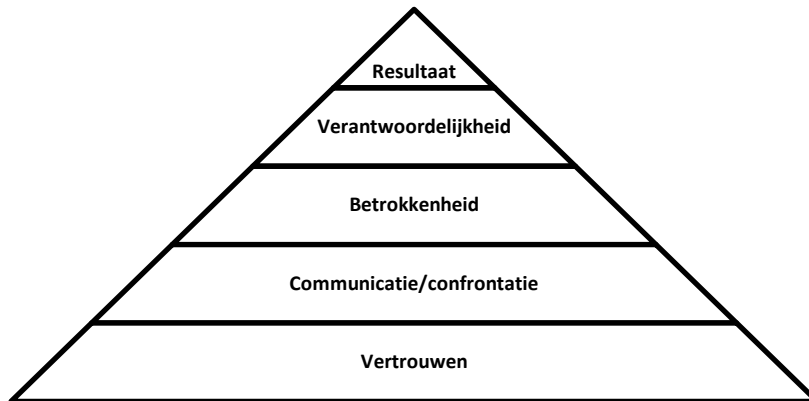 Resultaat
Verantwoordelijkheid
Betrokkenheid
Communicatie/confrontatie
Vertrouwen